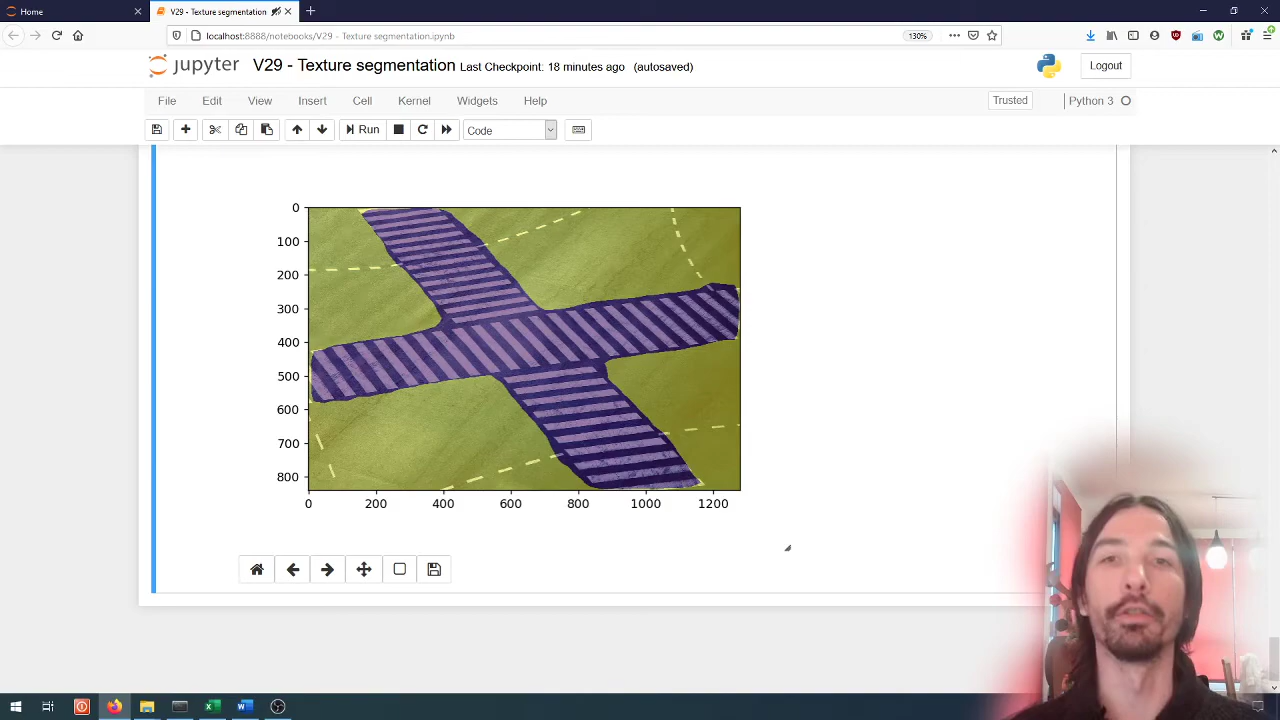 Home
V29 - Texture segmentation
localhost:8888/notebooks/V29 - Texture segmentation.ipynb
130%
jupyter V29 - Texture segmentation Last Checkpoint: 18 minutes ago (autosaved)
Logout
File Edit View Insert Cell Kernel Widgets Help
Trusted
Python 3
Run
Code
0
100
200
300
400
500
600
700
800
0 200 400 600 800 1000 1200